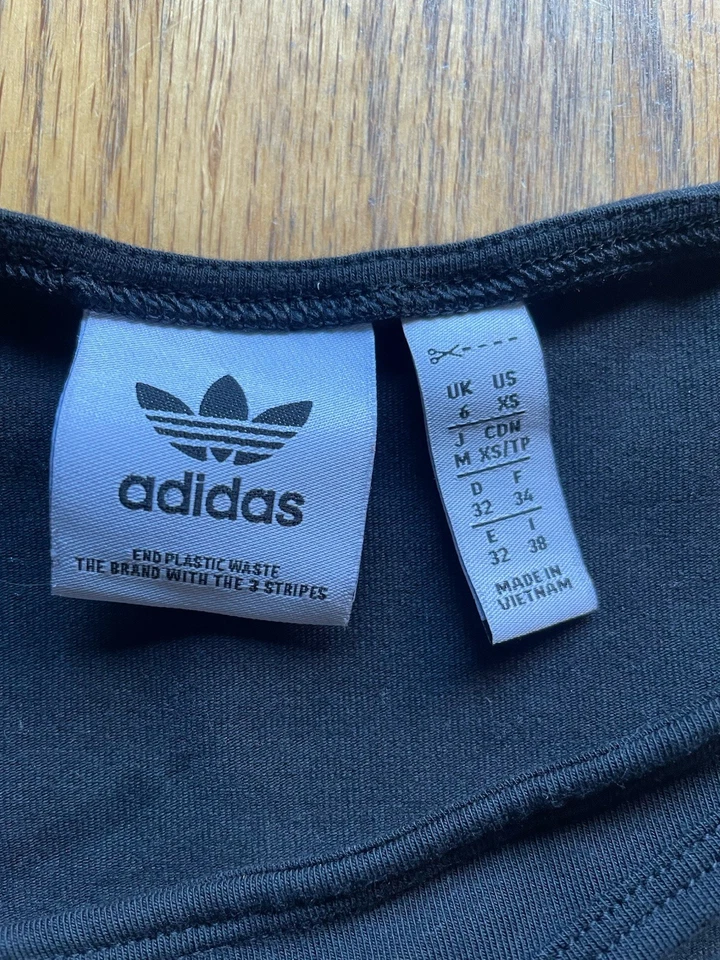 adidas
END PLASTIC WASTE
THE BRAND WITH THE 3 STRIPES
UK US
6 XS
J CDN
M XS/TP
D F
32 34
E I
32 38
MADE IN
VIETNAM